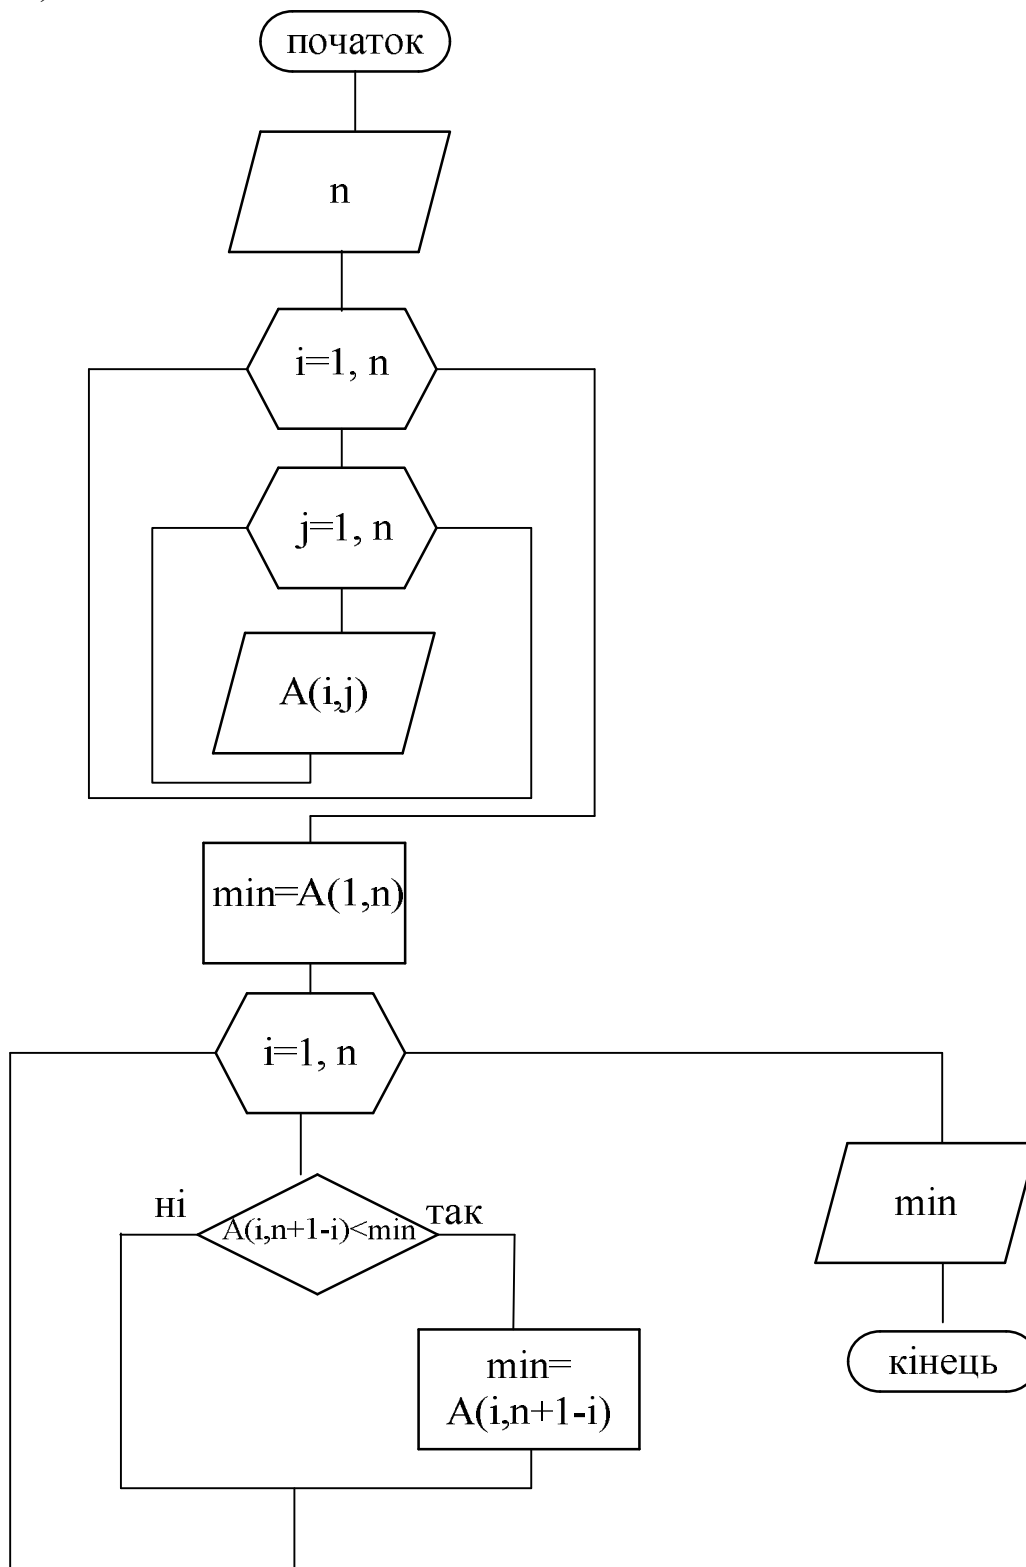 початок
n
i=1, n
j=1, n
A(i,j)
min=A(1,n)
i=1, n
ні
так
A(i,n+1-i)<min
min
min=
A(i,n+1-i)
кінець